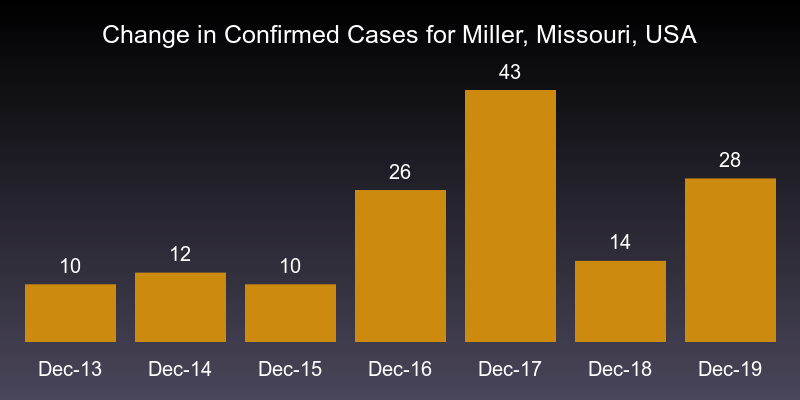 Change in Confirmed Cases for Miller, Missouri, USA
10
12
10
26
43
14
28
Dec-13
Dec-14
Dec-15
Dec-16
Dec-17
Dec-18
Dec-19